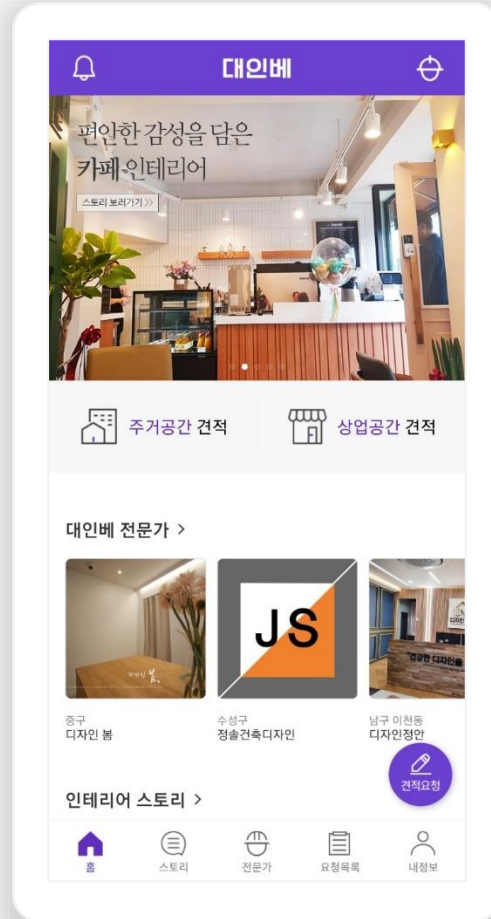 대인베
편안한 감성을 담은
카페 인테리어
스토리 보러가기》
주거공간 견적
상업공간 견적
대인베 전문가 >
디자인 봄,
JS
중구
디자인 봄
수성구
정솔건축디자인
남구 이천동
디자인정안
견적요청
인테리어 스토리 >
홈
스토리
전문가
요청목록
내정보